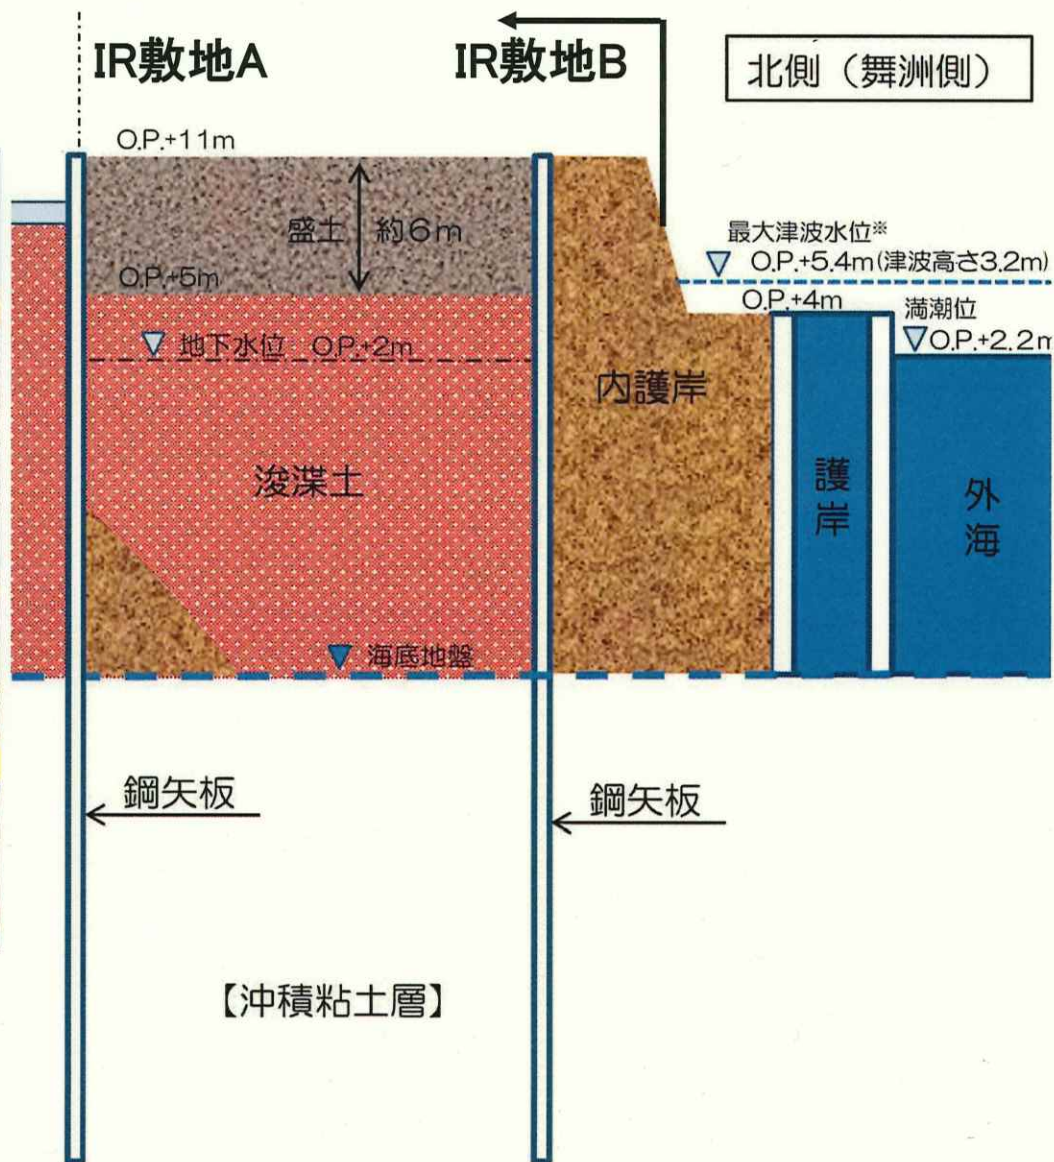 IR敷地A
IR敷地B
北側（舞洲側）
O.P.+11m
盛土 約6m
O.P.+5m
最大津波水位※
O.P.+5.4m(津波高さ3.2m)
O.P.+4m
満潮位
O.P.+2.2m
地下水位 O.P.+2m
内護岸
浚渫土
護岸
外海
海底地盤
鋼矢板
鋼矢板
【沖積粘土層】